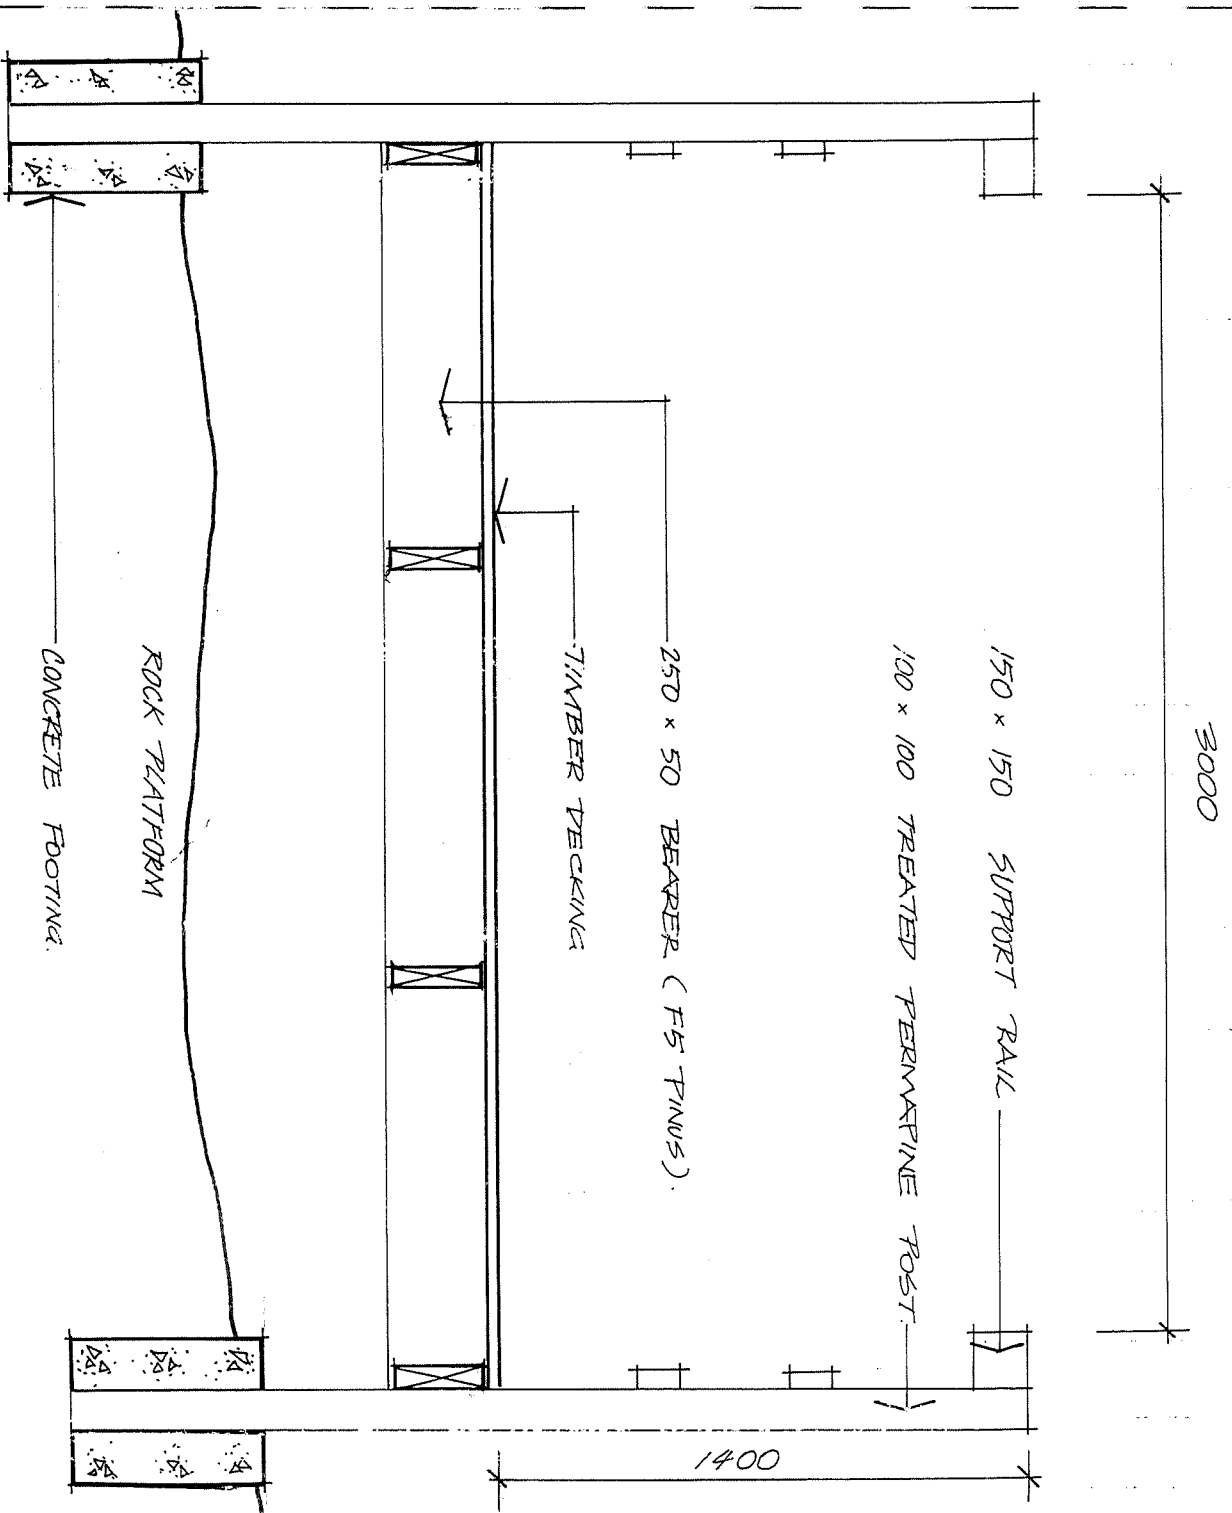 3000
150 × 150 SUPPORT RAIL
100 × 100 TREATED PERMAPINE POST.
1400
250 × 50 BEARER (F5 PINUS).
TIMBER DECKING
ROCK PLATFORM
CONCRETE FOOTING.